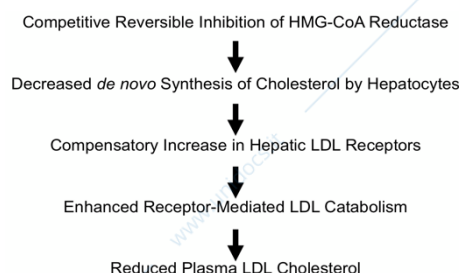 Competitive Reversible Inhibition of HMG-CoA Reductase
Decreased de novo Synthesis of Cholesterol by Hepatocytes
Compensatory Increase in Hepatic LDL Receptors
Enhanced Receptor-Mediated LDL Catabolism
Reduced Plasma LDL Cholesterol